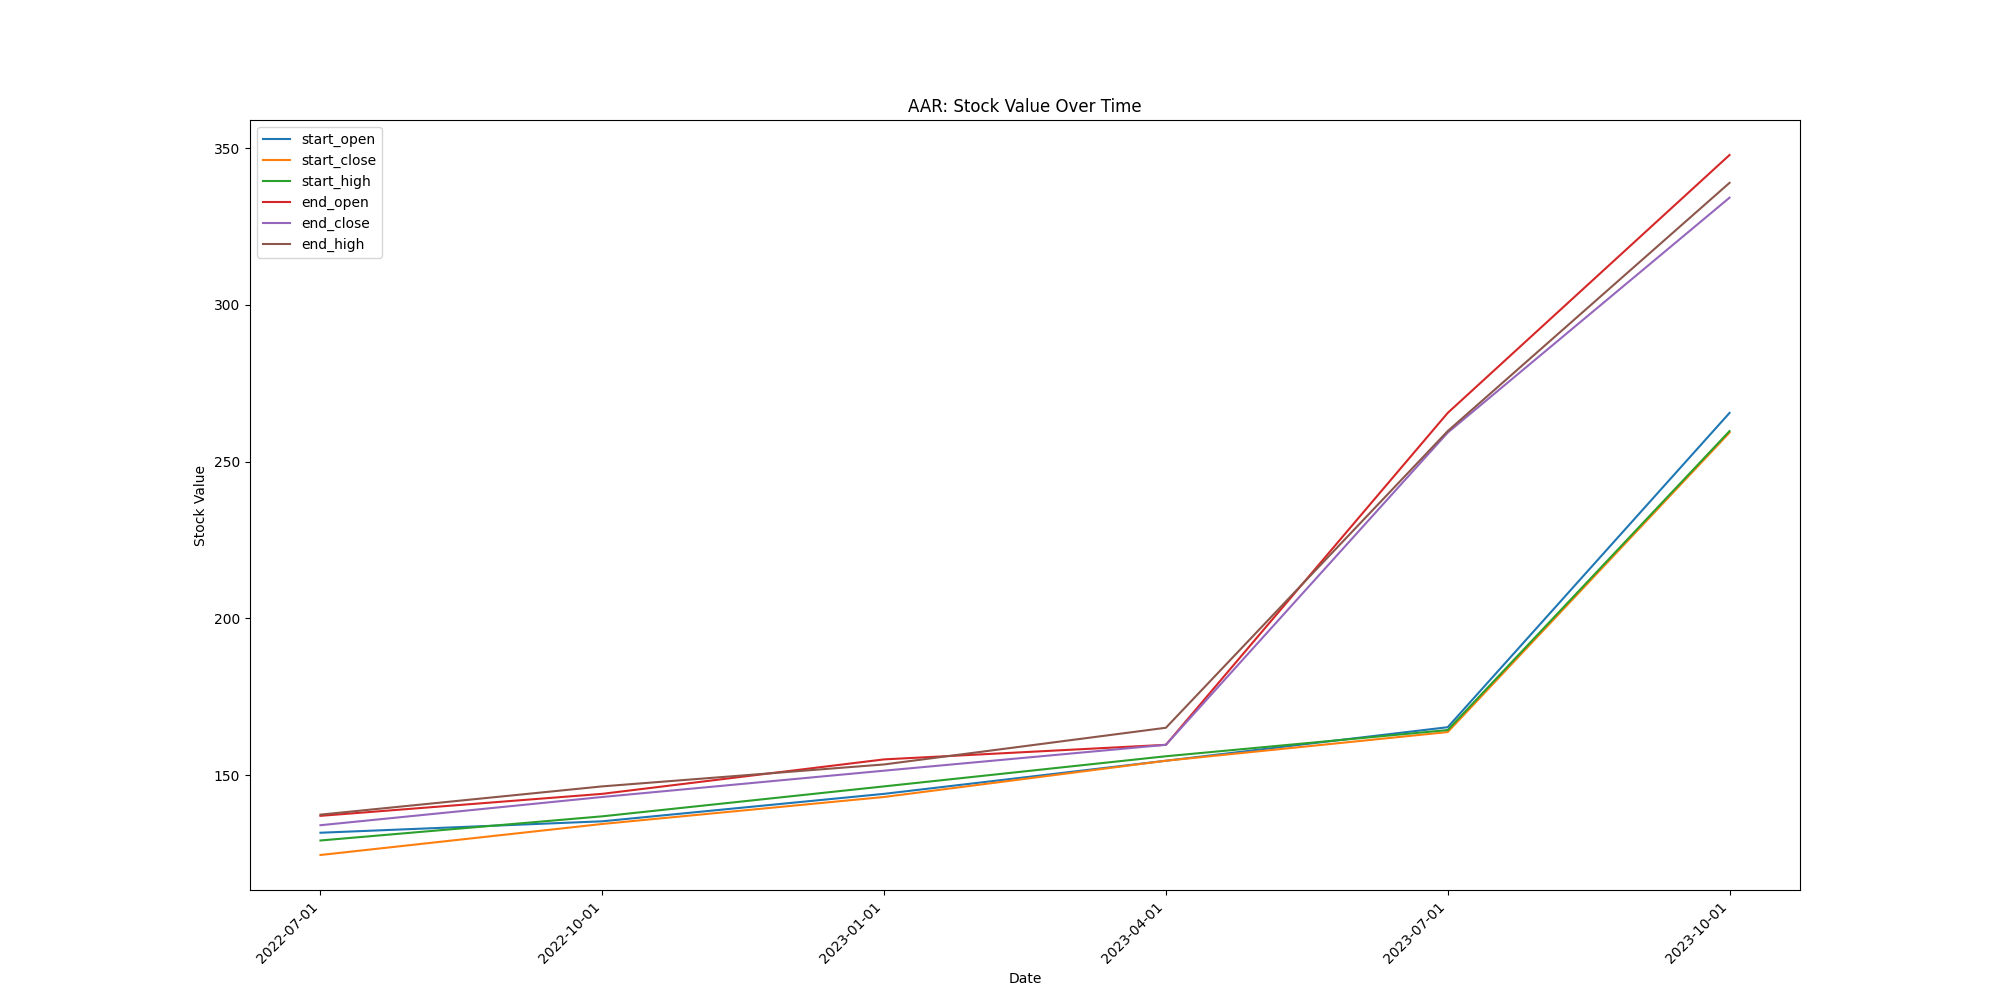 AAR: Stock Value Over Time
start_open
start_close
start_high
end_open
end_close
end_high
350
300
250
200
150
Stock Value
2022-07-01
2022-10-01
2023-01-01
2023-04-01
2023-07-01
2023-10-01
Date